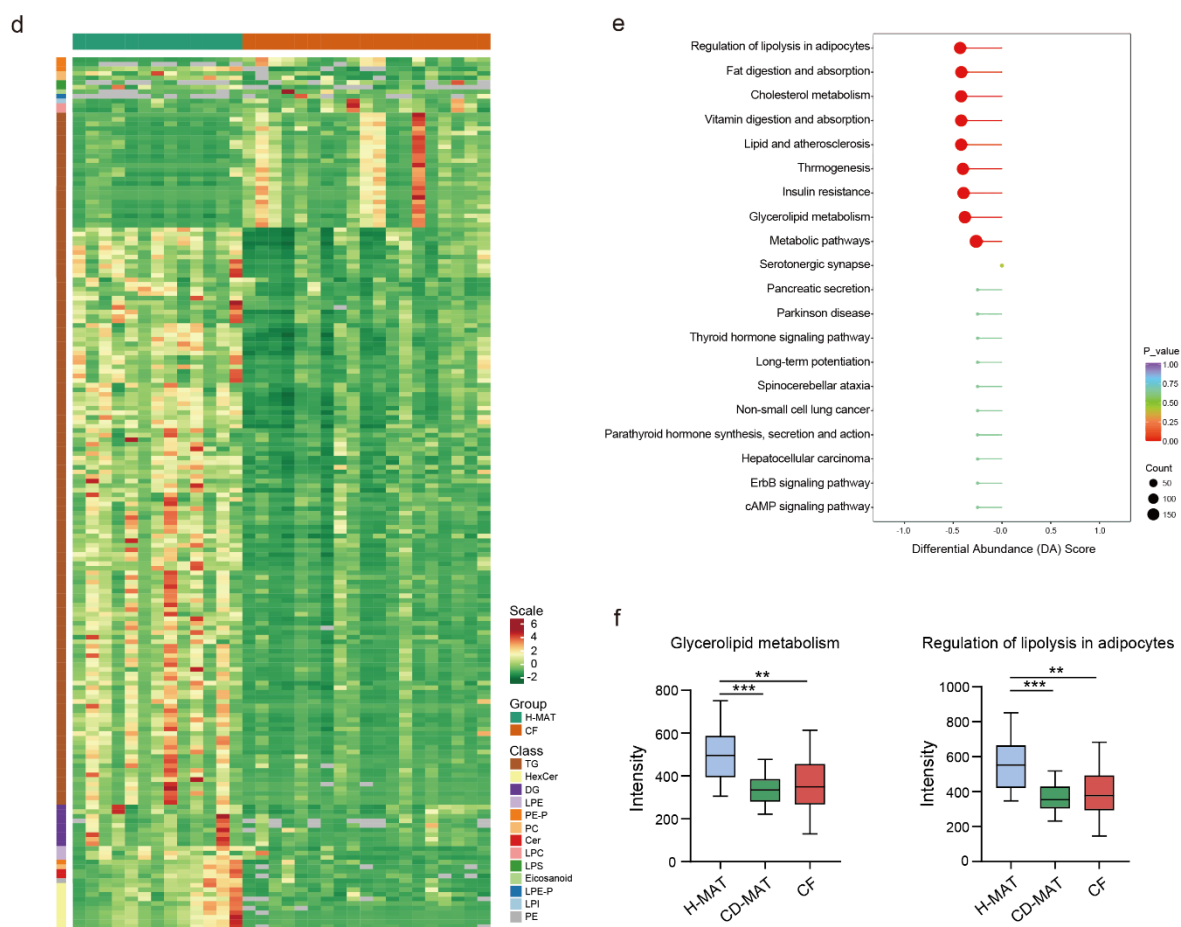 d
Scale
6
4
2
0
-2
Group
H-MAT
CF
Class
TG
HexCer
DG
LPE
PE-P
PC
Cer
LPC
LPS
Eicosanoid
LPE-P
LPI
PE
e
Regulation of lipolysis in adipocytes
Fat digestion and absorption
Cholesterol metabolism
Vitamin digestion and absorption
Lipid and atherosclerosis
Thrmogenesis
Insulin resistance
Glycerolipid metabolism
Metabolic pathways
Serotonergic synapse
Pancreatic secretion
Parkinson disease
Thyroid hormone signaling pathway
Long-term potentiation
Spinocerebellar ataxia
Non-small cell lung cancer
Parathyroid hormone synthesis, secretion and action
Hepatocellular carcinoma
ErbB signaling pathway
cAMP signaling pathway
-1.0 -0.5 -0.0 0.5 1.0
Differential Abundance (DA) Score
P_value
1.00
0.75
0.50
0.25
0.00
Count
50
100
150
f
Glycerolipid metabolism
**
***
800
600
400
200
0
Intensity
H-MAT CD-MAT CF
Regulation of lipolysis in adipocytes
**
***
1000
800
600
400
200
0
Intensity
H-MAT CD-MAT CF